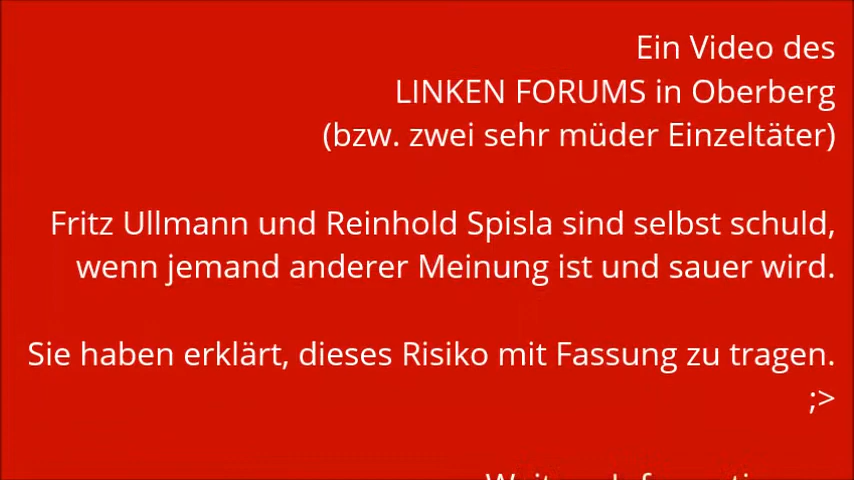 Ein Video des
LINKEN FORUMS in Oberberg
(bzw. zwei sehr müder Einzeltäter)
Fritz Ullmann und Reinhold Spisla sind selbst schuld,
wenn jemand anderer Meinung ist und sauer wird.
Sie haben erklärt, dieses Risiko mit Fassung zu tragen.
;>